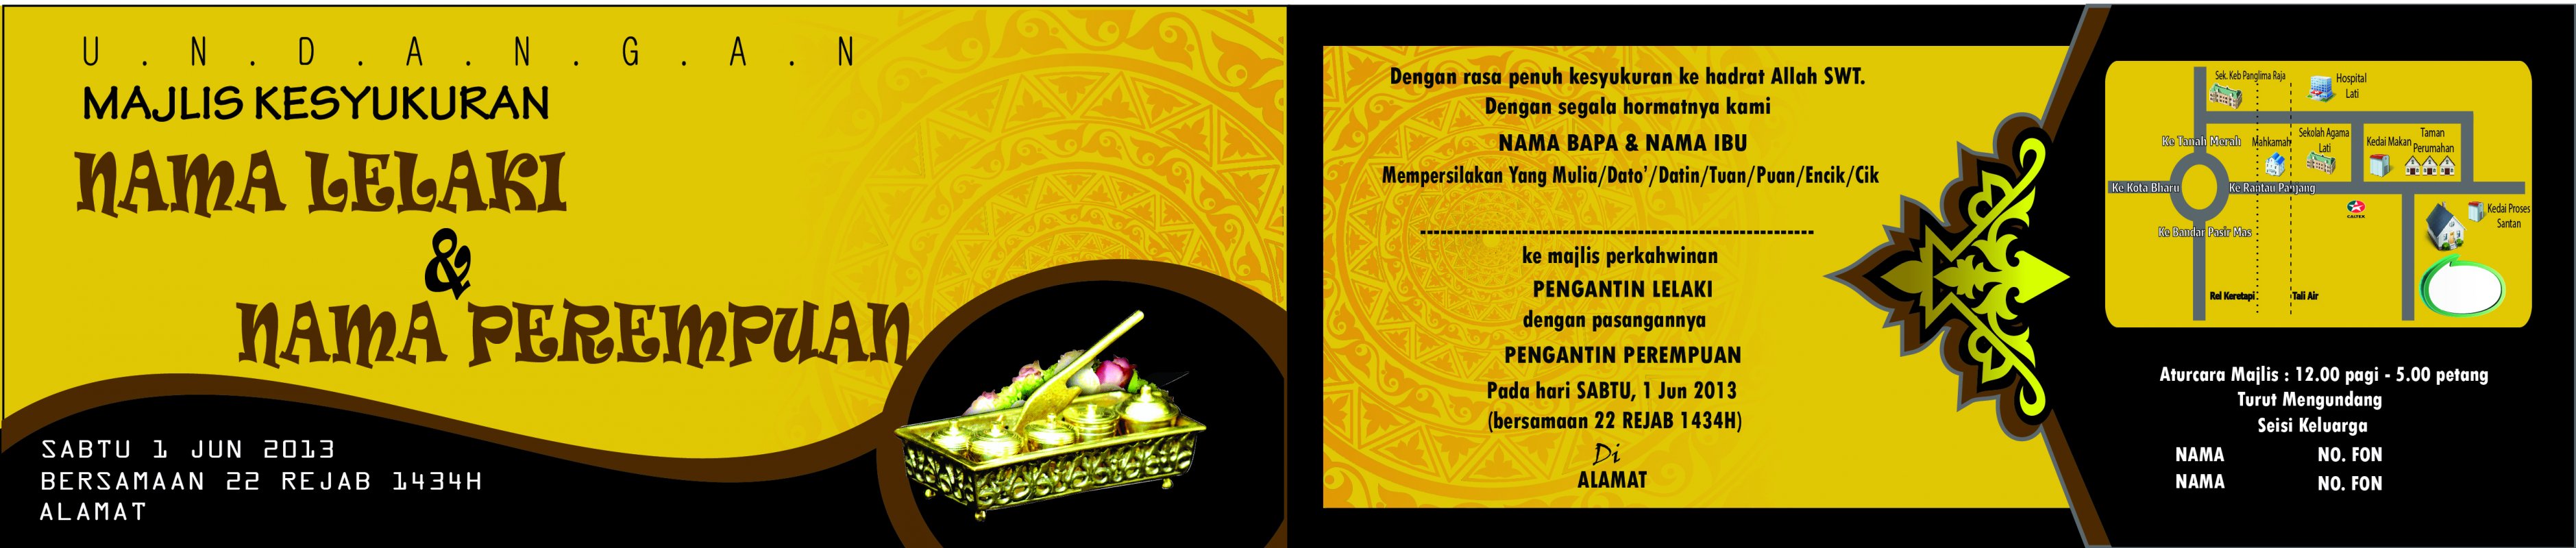 U.N.D.A.N.G.A.N
MAJLIS KESYUKURAN
NAMA LELAKI
&
NAMA PEREMPUAN
SABTU 1 JUN 2013
BERSAMAAN 22 REJAB 1434H
ALAMAT
Dengan rasa penuh kesyukuran ke hadrat Allah SWT.
Dengan segala hormatnya kami
NAMA BAPA & NAMA IBU
Mempersilakan Yang Mulia/Dato'/Datin/Tuan/Puan/Encik/Cik
ke majlis perkahwinan
PENGANTIN LELAKI
dengan pasangannya
PENGANTIN PEREMPUAN
Pada hari SABTU, 1 Jun 2013
(bersamaan 22 REJAB 1434H)
Di
ALAMAT
Sek. Keb Panglima Raja
Hospital
Lati
Ke Tanah Merah
Mahkamah
Sekolah Agama
Lati
Kedai Makan
Taman
Perumahan
Ke Kota Bharu
Ke Rantau Panjang
CALTEX
Kedai Proses
Santan
Ke Bandar Pasir Mas
Rel Keretapi
Tali Air
Aturcara Majlis : 12.00 pagi - 5.00 petang
Turut Mengundang
Seisi Keluarga
NAMA NO. FON
NAMA NO. FON